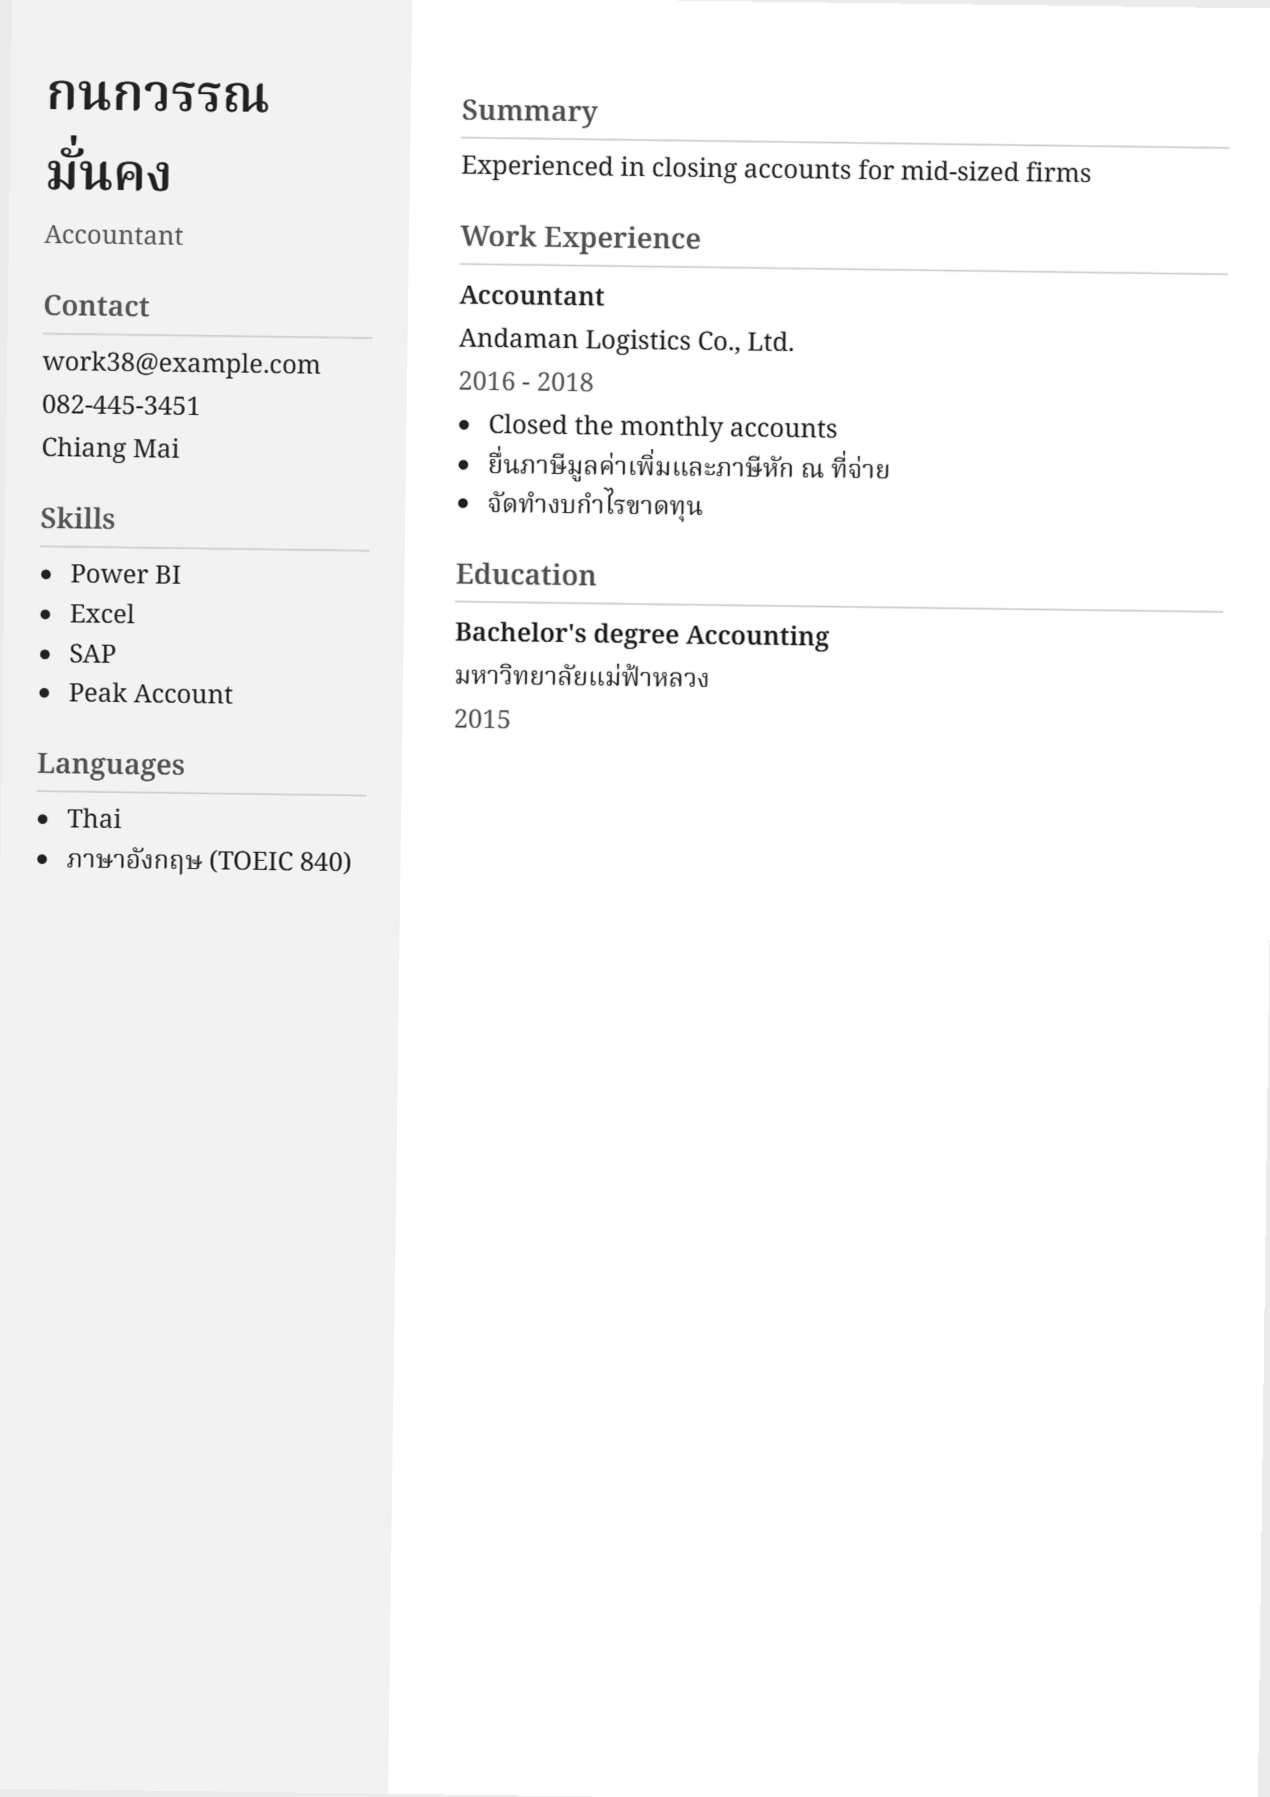 กนกวรรณ
มั่นคง
Accountant
Contact
work38@example.com
082-445-3451
Chiang Mai
Skills
Power BI
Excel
SAP
Peak Account
Languages
Thai
ภาษาอังกฤษ (TOEIC 840)
Summary
Experienced in closing accounts for mid-sized firms
Work Experience
Accountant
Andaman Logistics Co., Ltd.
2016 - 2018
Closed the monthly accounts
ยื่นภาษีมูลค่าเพิ่มและภาษีหัก ณ ที่จ่าย
จัดทำงบกำไรขาดทุน
Education
Bachelor's degree Accounting
มหาวิทยาลัยแม่ฟ้าหลวง
2015